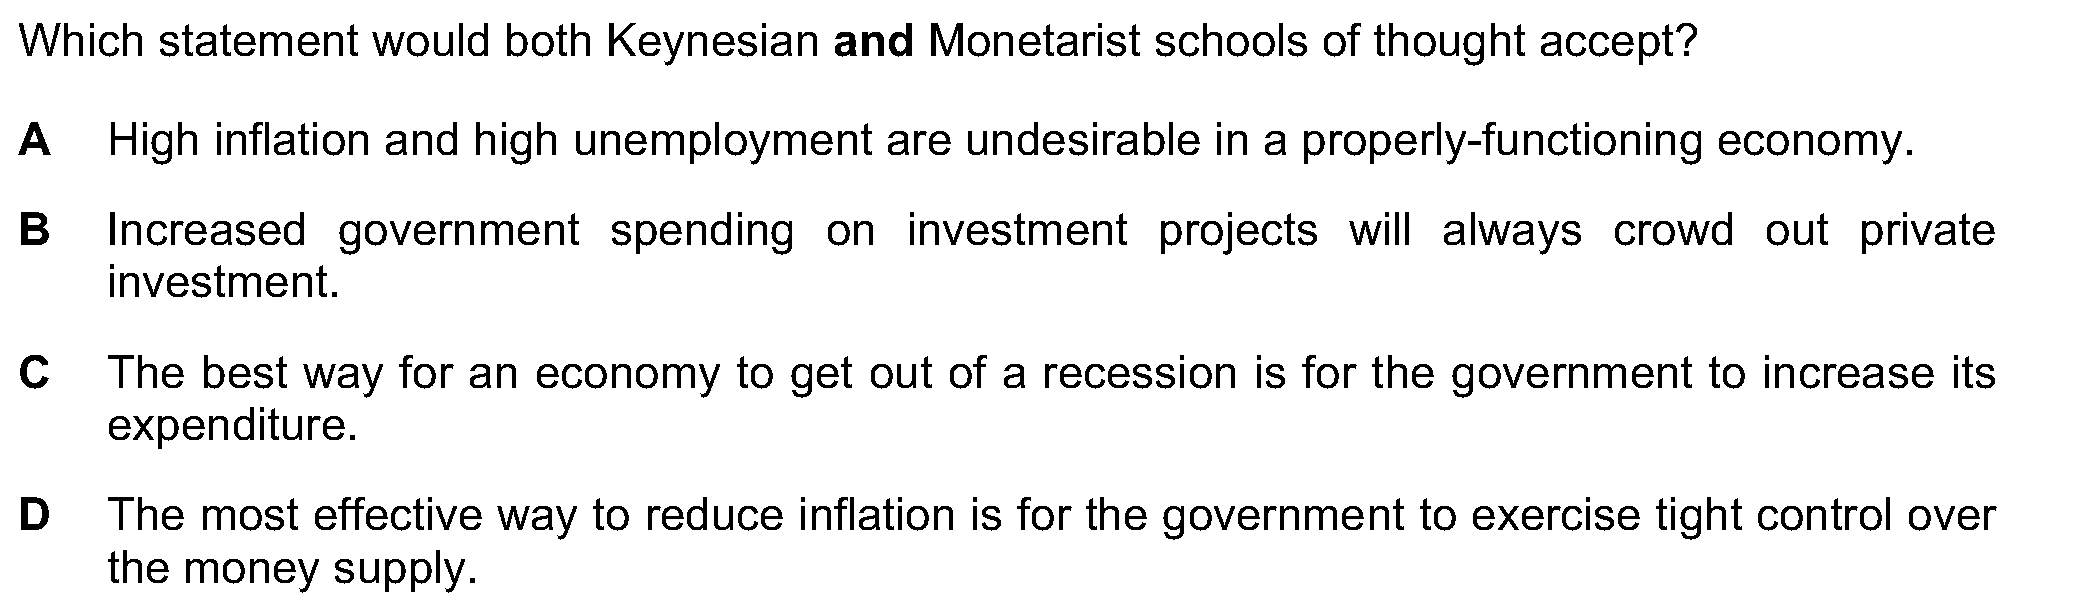 Which statement would both Keynesian and Monetarist schools of thought accept?
A High inflation and high unemployment are undesirable in a properly-functioning economy.
B Increased government spending on investment projects will always crowd out private
investment.
C The best way for an economy to get out of a recession is for the government to increase its
expenditure.
D The most effective way to reduce inflation is for the government to exercise tight control over
the money supply.